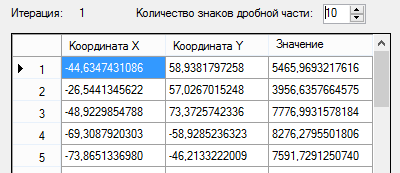 Итерация: 1 Количество знаков дробной части: 10
Координата X Координата Y Значение
1 -44,6347431086 58,9381797258 5465,9693217616
2 -26,5441345622 57,0267015248 3956,6357664575
3 -48,9229854788 73,3725742336 7776,9931578184
4 -69,3087920303 -58,9285236323 8276,2795501806
5 -73,8651336980 -46,2133222009 7591,7291250740